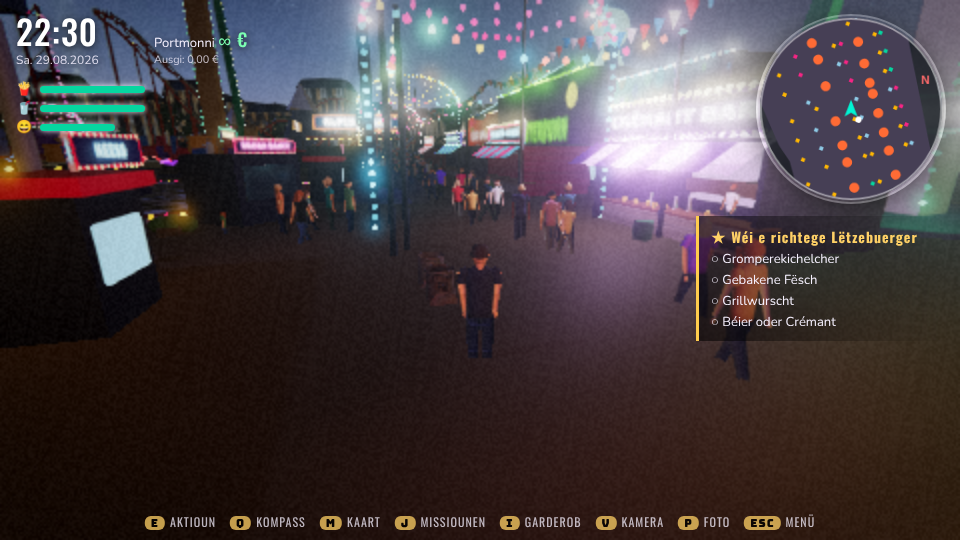 22:30
Sa. 29.08.2026
Portmonni ∞ €
Ausgi: 0,00 €
N
★ Wéi e richtege Lëtzebuerger
○ Gromperekichelcher
○ Gebakene Fësch
○ Grillwurscht
○ Béier oder Crémant
E AKTIOUN Q KOMPASS M KAART J MISSIOUNEN I GARDEROB V KAMERA P FOTO ESC MENÜ